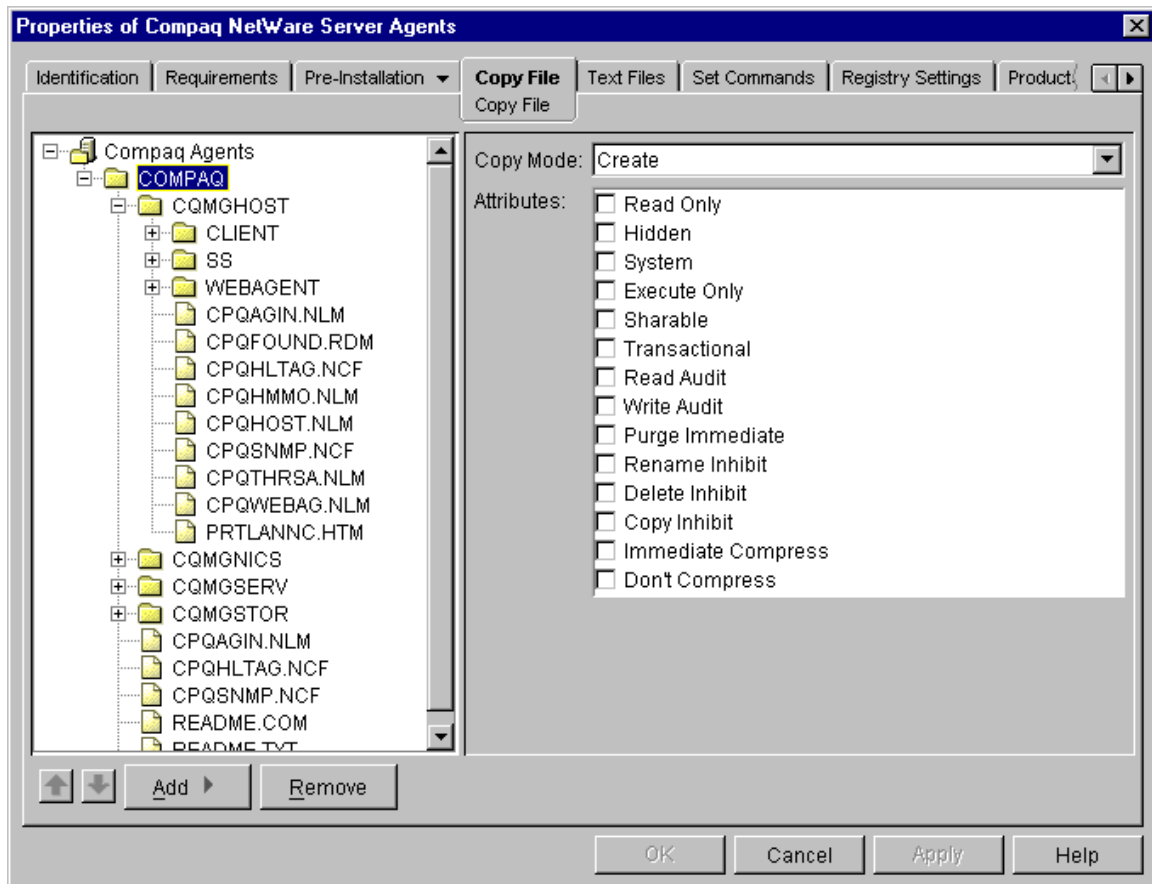 Properties of Compaq NetWare Server Agents
Identification
Requirements
Pre-Installation
Copy File
Text Files
Set Commands
Registry Settings
Product
Copy File
Compaq Agents
COMPAQ
CQMGHOST
CLIENT
SS
WEBAGENT
CPQAGIN.NLM
CPQFOUND.RDM
CPQHLTAG.NCF
CPQHMMO.NLM
CPQHOST.NLM
CPQSNMP.NCF
CPQTHRSA.NLM
CPQWEBAG.NLM
PRTLANNC.HTM
CQMGNICS
CQMGSERV
CQMGSTOR
CPQAGIN.NLM
CPQHLTAG.NCF
CPQSNMP.NCF
README.COM
README.TXT
Copy Mode: Create
Attributes:
Read Only
Hidden
System
Execute Only
Sharable
Transactional
Read Audit
Write Audit
Purge Immediate
Rename Inhibit
Delete Inhibit
Copy Inhibit
Immediate Compress
Don't Compress
Add
Remove
OK
Cancel
Apply
Help